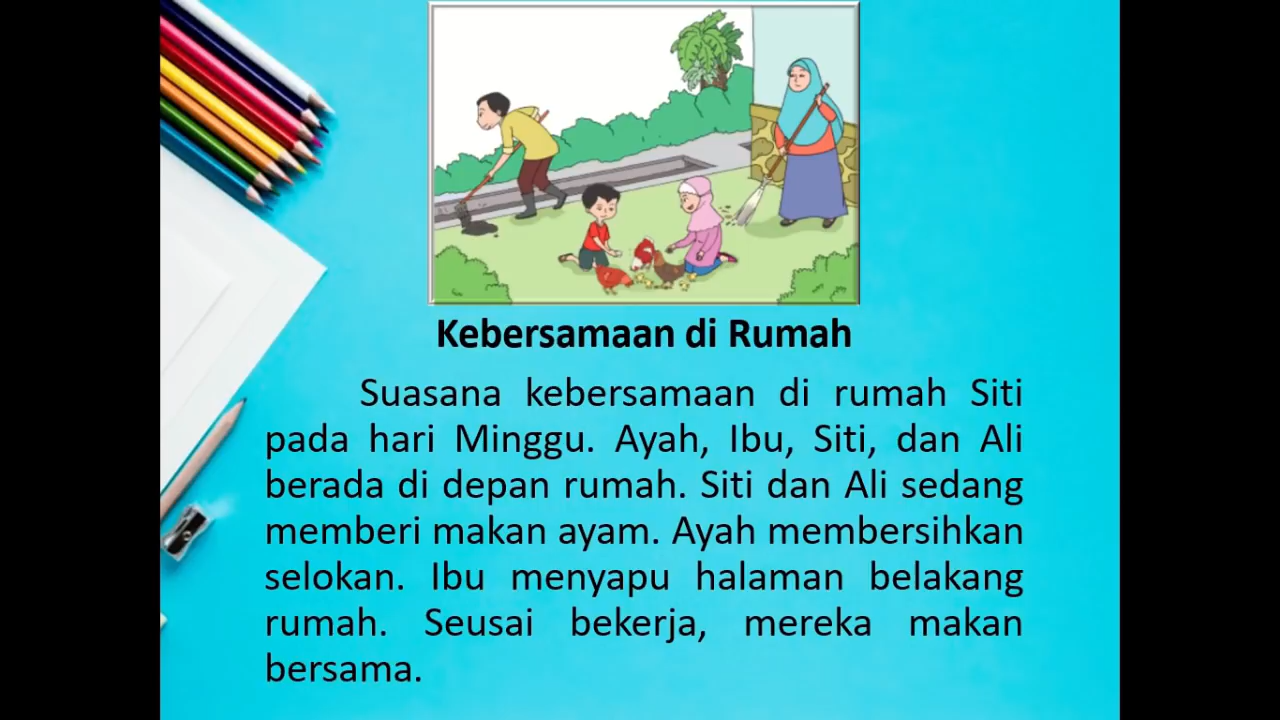 Kebersamaan di Rumah
Suasana kebersamaan di rumah Siti
pada hari Minggu. Ayah, Ibu, Siti, dan Ali
berada di depan rumah. Siti dan Ali sedang
memberi makan ayam. Ayah membersihkan
selokan. Ibu menyapu halaman belakang
rumah. Seusai bekerja, mereka makan
bersama.